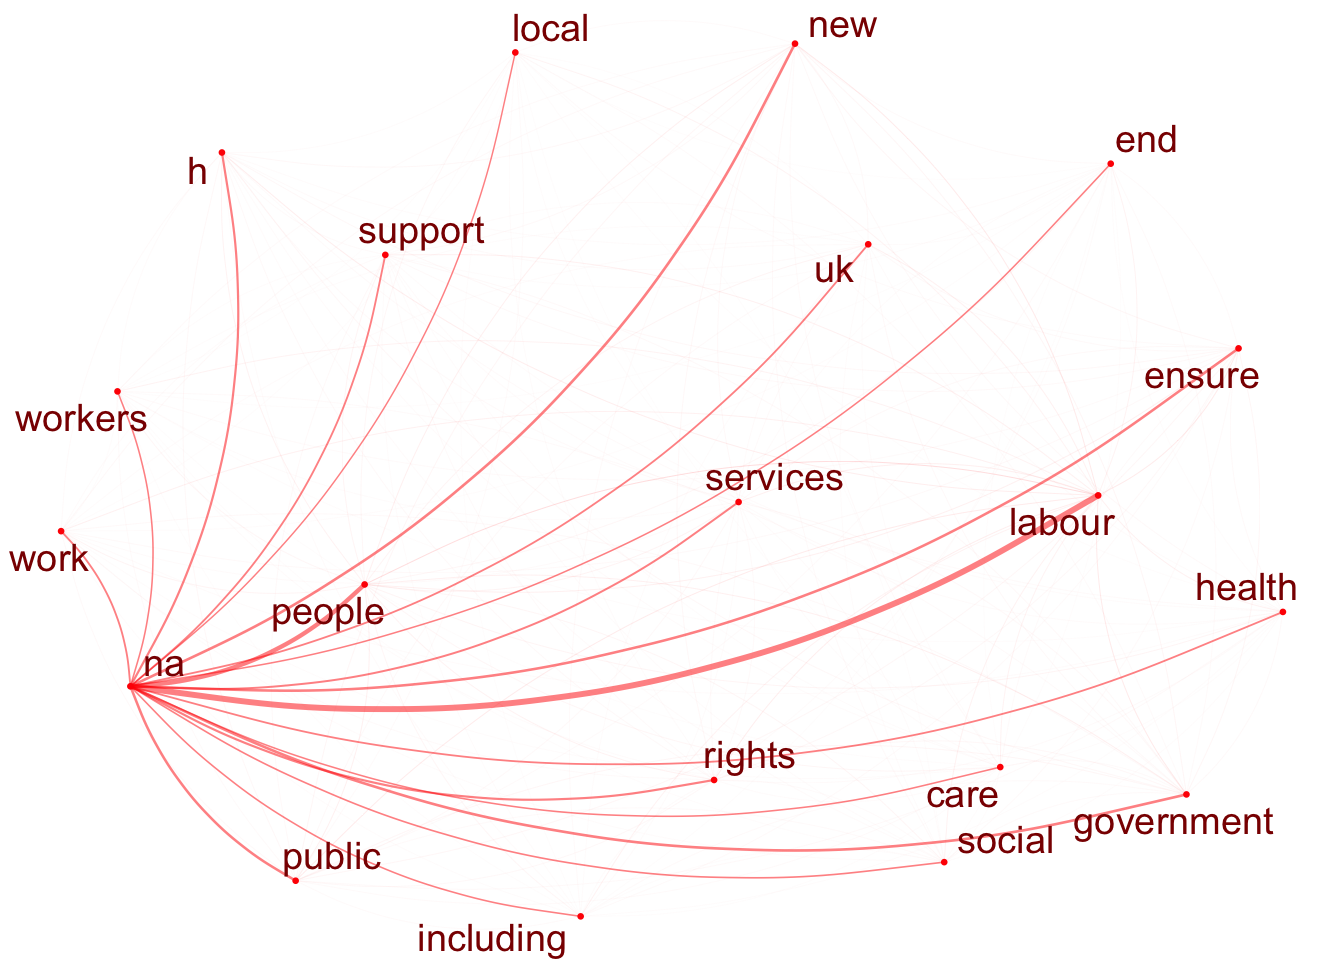 local
new
end
h
support
uk
ensure
workers
services
labour
work
health
people
na
rights
care
government
social
public
including